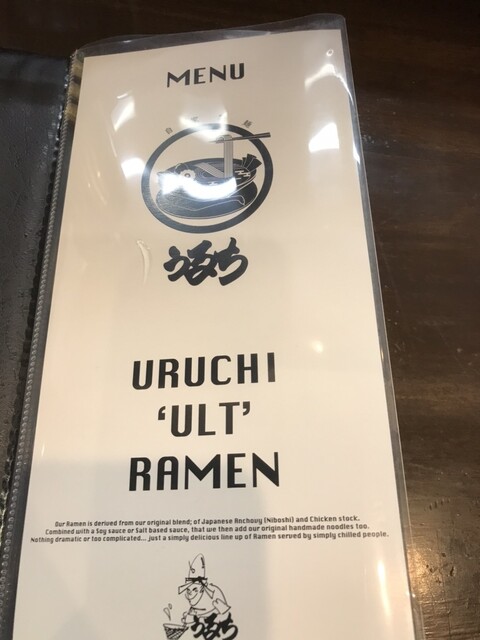 MENU
うるち
URUCHI
‘ULT’
RAMEN
Our Ramen is derived from our original blend; of Japanese Anchovy (Niboshi) and Chicken stock.
Combined with a Soy sauce or Salt based sauce, that we then add our original handmade noodles too.
Nothing dramatic or too complicated... just a simply delicious line up of Ramen served by simply chilled people.
うるち